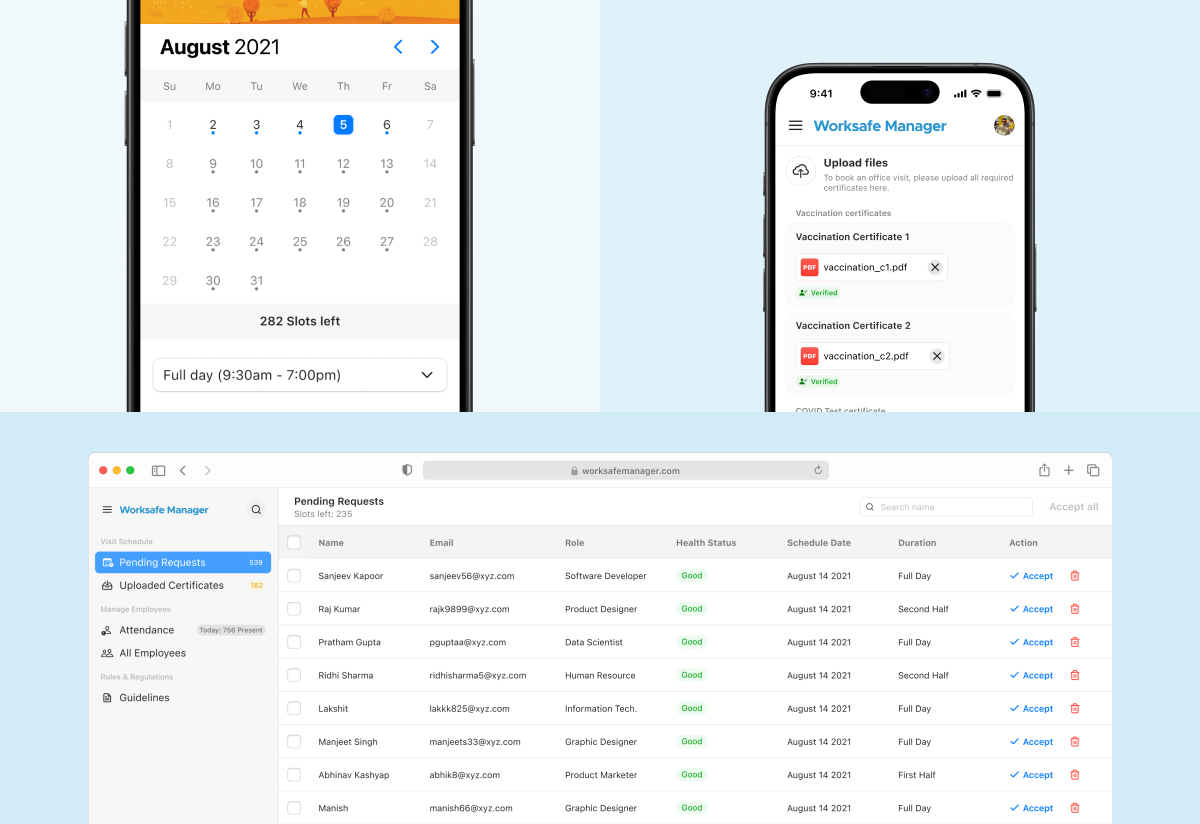 August 2021
Su Mo Tu We Th Fr Sa
1 2 3 4 5 6 7
8 9 10 11 12 13 14
15 16 17 18 19 20 21
22 23 24 25 26 27 28
29 30 31
282 Slots left
Full day (9:30am - 7:00pm)
9:41
Worksafe Manager
Upload files
To book an office visit, please upload all required
certificates here.
Vaccination certificates
Vaccination Certificate 1
PDF vaccination_c1.pdf
Verified
Vaccination Certificate 2
PDF vaccination_c2.pdf
Verified
COVID Test certificate
worksafemanager.com
Worksafe Manager
Visit Schedule
Pending Requests 539
Uploaded Certificates 162
Manage Employees
Attendance Today: 756 Present
All Employees
Rules & Regulations
Guidelines
Pending Requests
Slots left: 235
Search name
Accept all
Name Email Role Health Status Schedule Date Duration Action
Sanjeev Kapoor sanjeev56@xyz.com Software Developer Good August 14 2021 Full Day Accept
Raj Kumar rajk9899@xyz.com Product Designer Good August 14 2021 Second Half Accept
Pratham Gupta pguptaa@xyz.com Data Scientist Good August 14 2021 Full Day Accept
Ridhi Sharma ridhisharma5@xyz.com Human Resource Good August 14 2021 Second Half Accept
Lakshit lakkk825@xyz.com Information Tech. Good August 14 2021 Full Day Accept
Manjeet Singh manjeets33@xyz.com Graphic Designer Good August 14 2021 Full Day Accept
Abhinav Kashyap abhik8@xyz.com Product Marketer Good August 14 2021 First Half Accept
Manish manish66@xyz.com Graphic Designer Good August 14 2021 Full Day Accept